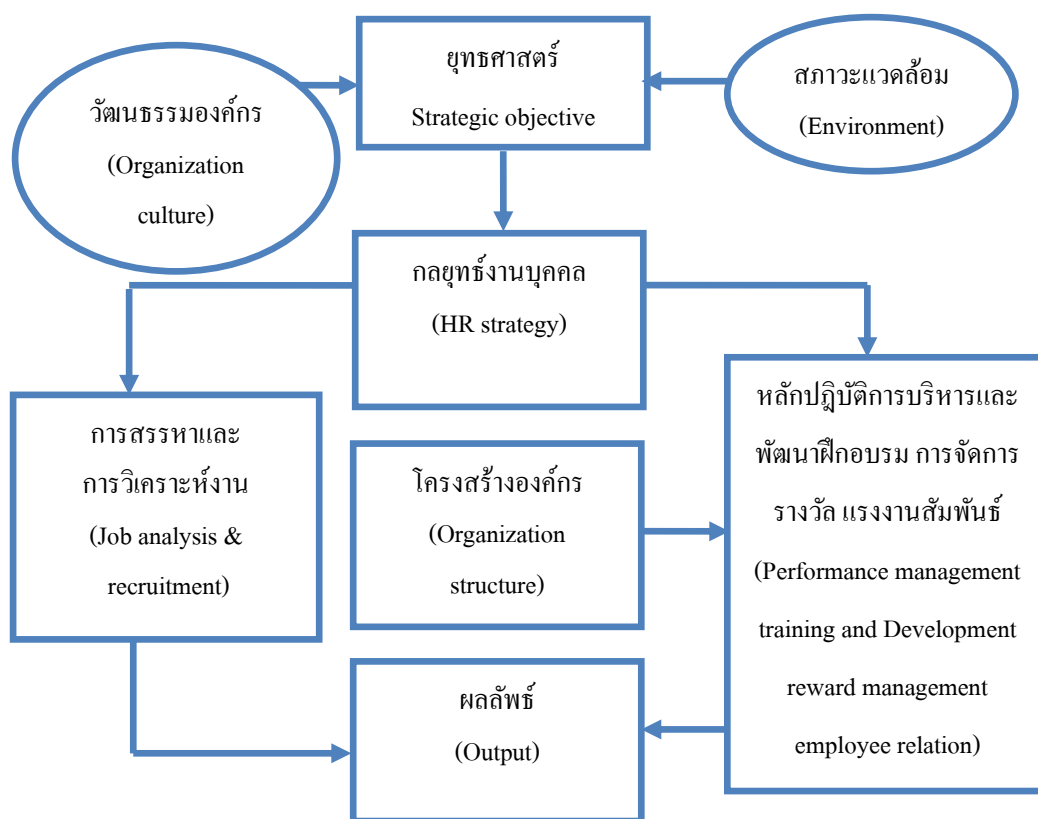 วัฒนธรรมองค์กร
(Organization
culture)
ยุทธศาสตร์
Strategic objective
สภาวะแวดล้อม
(Environment)
กลยุทธ์งานบุคคล
(HR strategy)
การสรรหาและ
การวิเคราะห์งาน
(Job analysis &
recruitment)
โครงสร้างองค์กร
(Organization
structure)
หลักปฎิบัติการบริหารและ
พัฒนาฝึกอบรม การจัดการ
รางวัล แรงงานสัมพันธ์
(Performance management
training and Development
reward management
employee relation)
ผลลัพธ์
(Output)